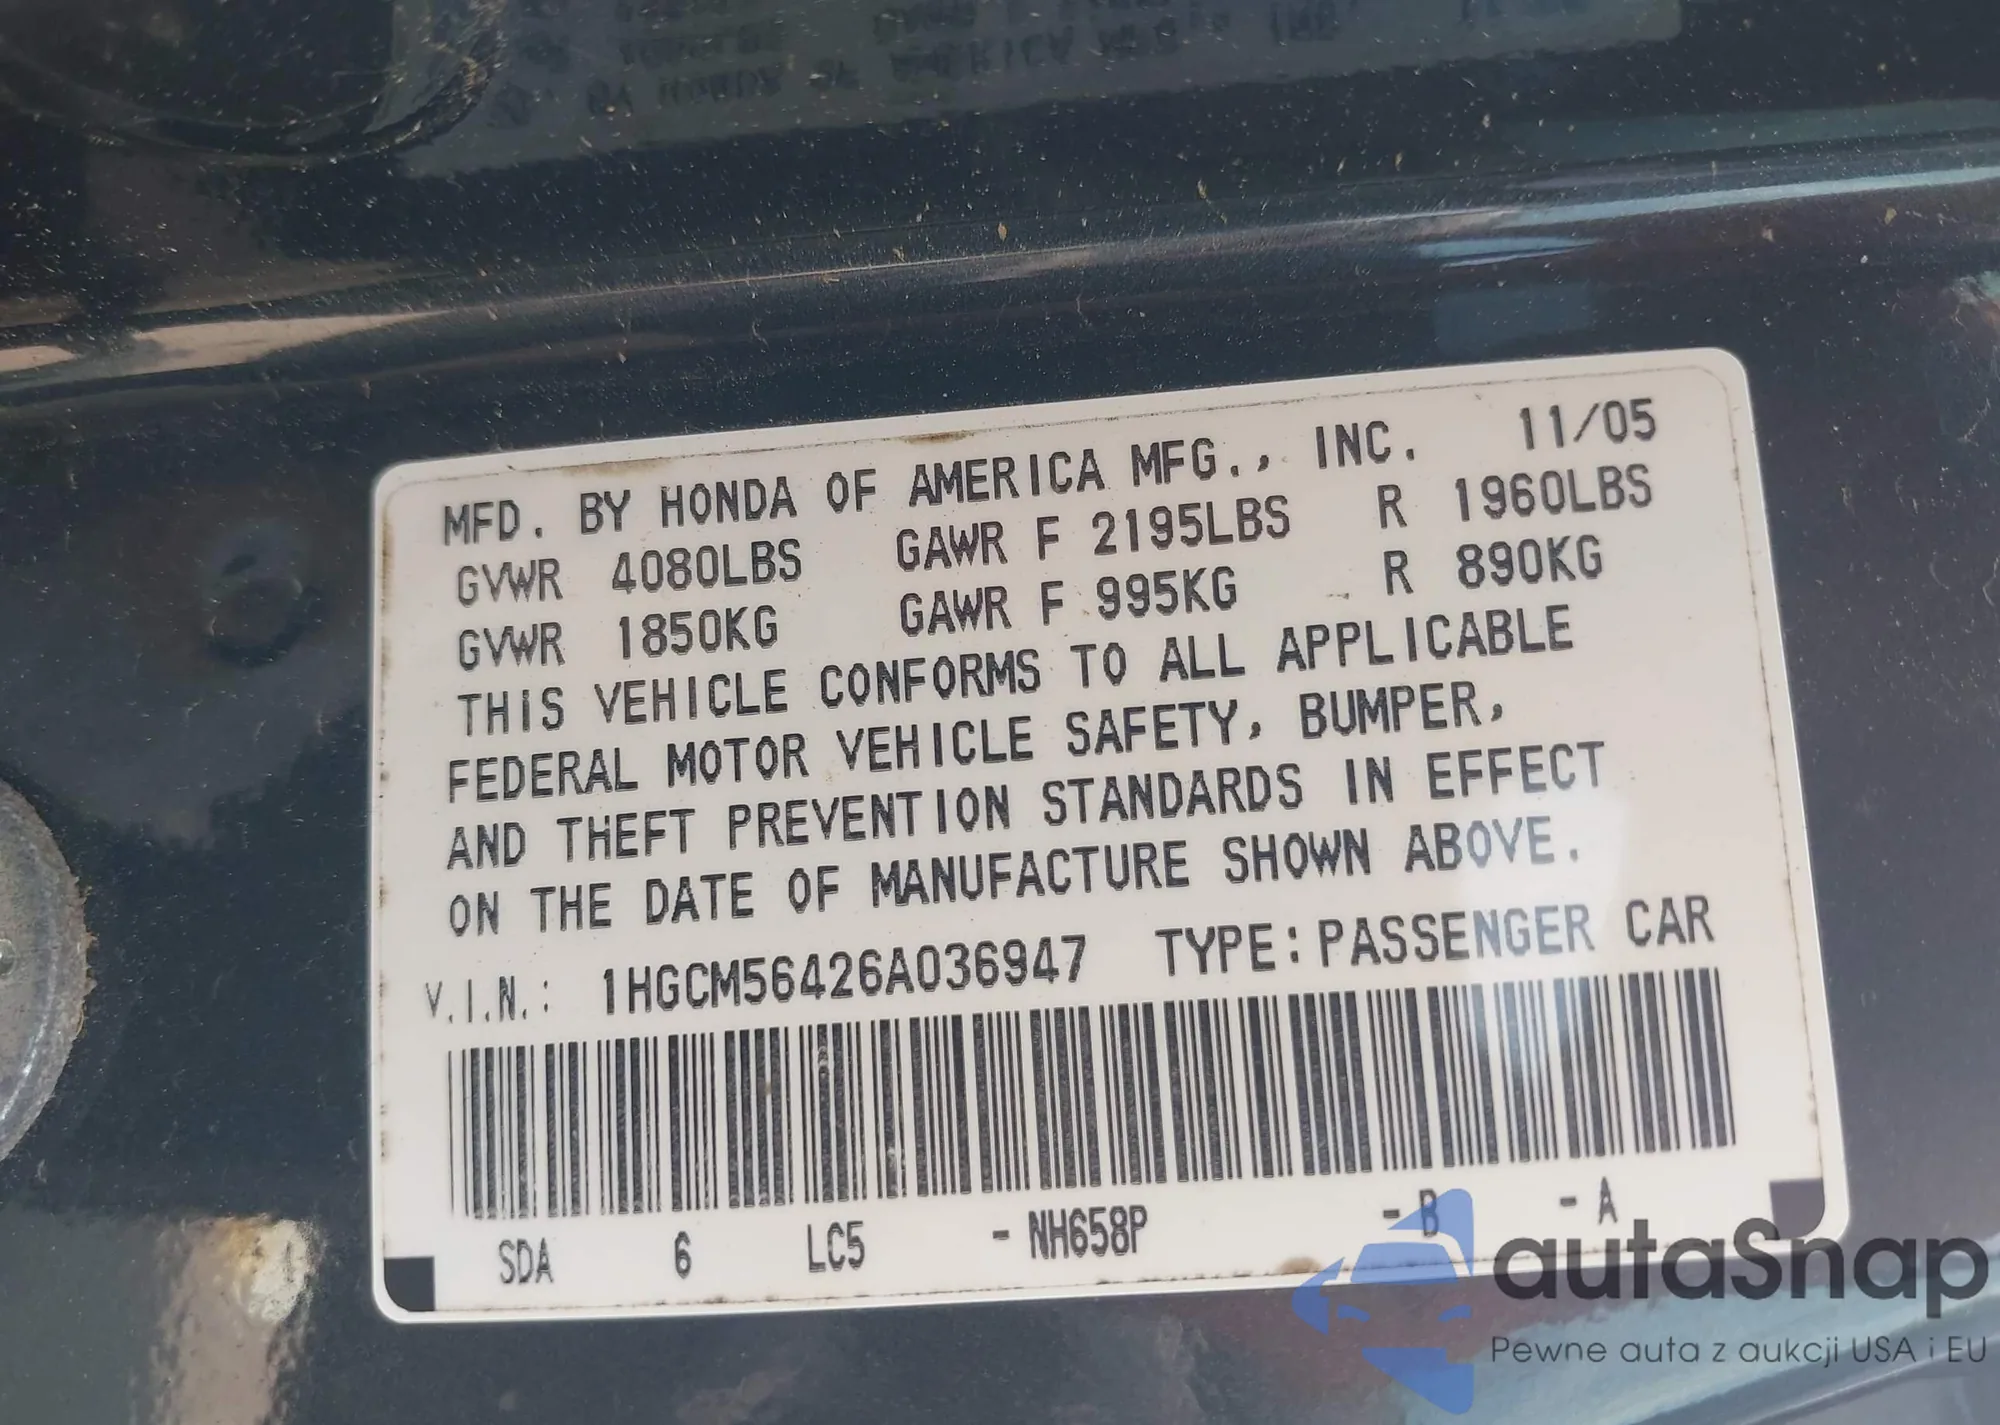 MFD. BY HONDA OF AMERICA MFG., INC. 11/05
GVWR 4080LBS GAWR F 2195LBS R 1960LBS
GVWR 1850KG GAWR F 995KG R 890KG
THIS VEHICLE CONFORMS TO ALL APPLICABLE
FEDERAL MOTOR VEHICLE SAFETY, BUMPER,
AND THEFT PREVENTION STANDARDS IN EFFECT
ON THE DATE OF MANUFACTURE SHOWN ABOVE.
V.I.N.: 1HGCM56426A036947 TYPE:PASSENGER CAR
SDA 6 LC5 - NH658P - B - A
autaSnap
Pewne auta z aukcji USA i EU